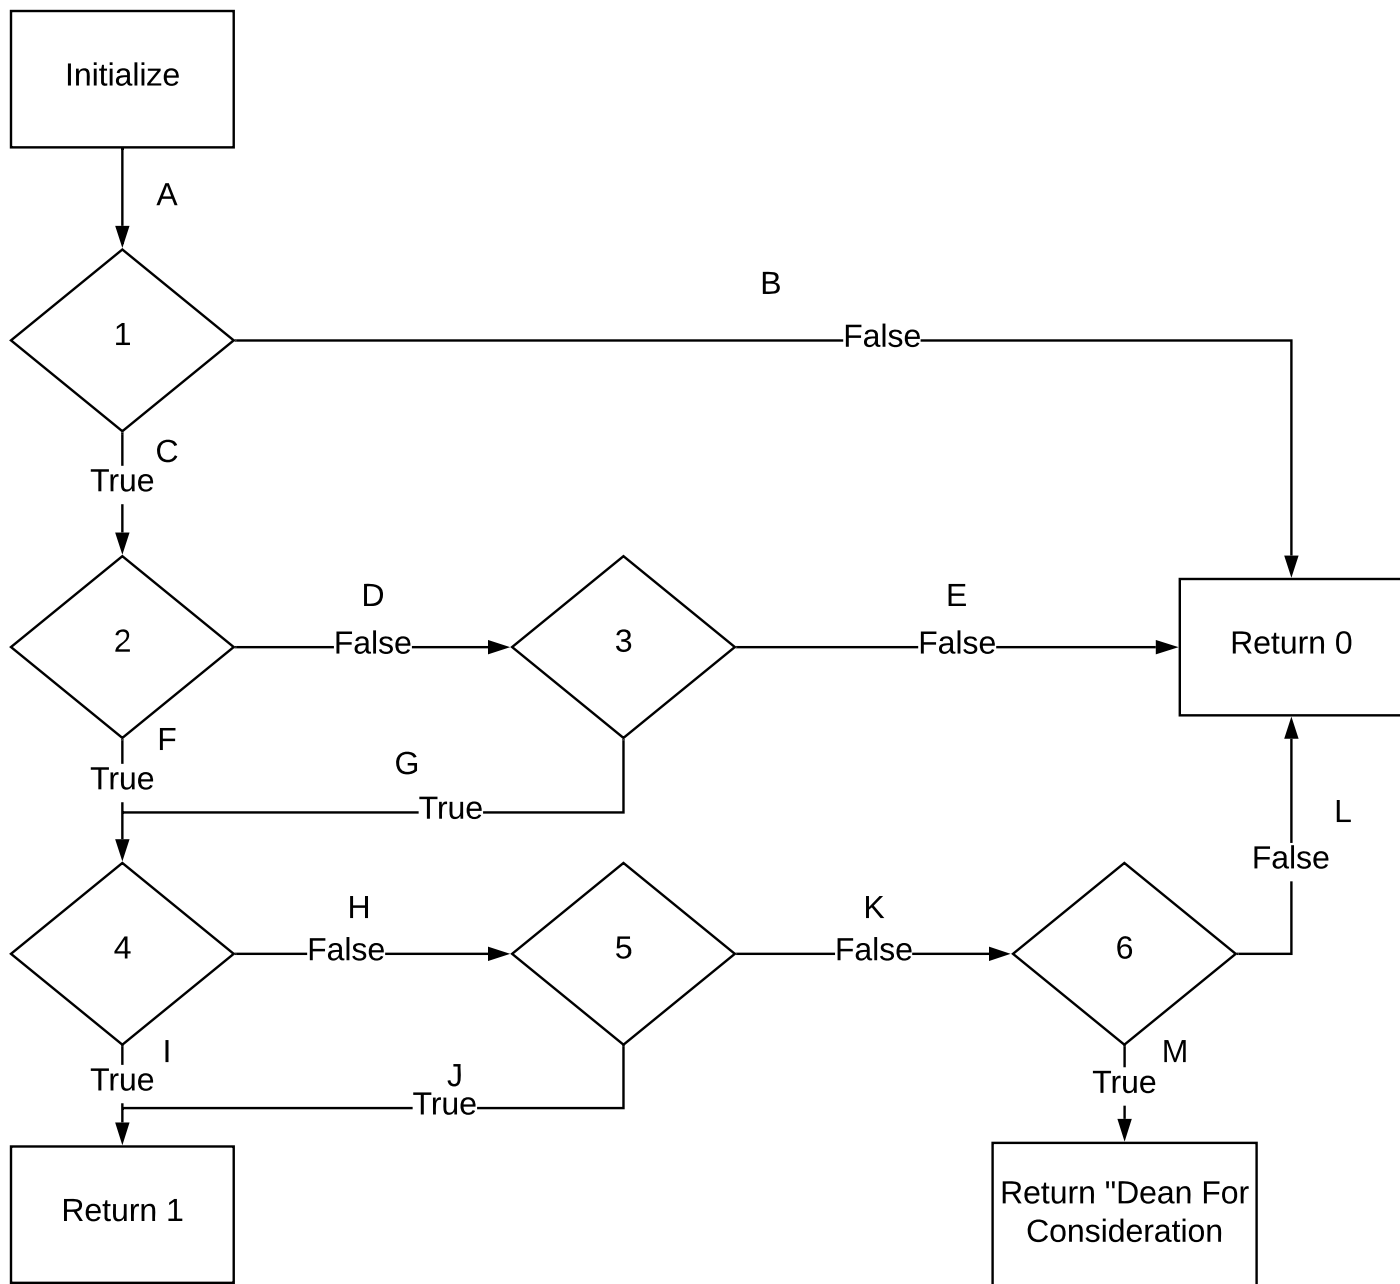 Initialize
A
B
1
False
C
True
D
E
2
False
3
False
Return 0
F
G
True
True
L
False
H
K
4
False
5
False
6
I
J
M
True
True
True
Return 1
Return "Dean For
Consideration